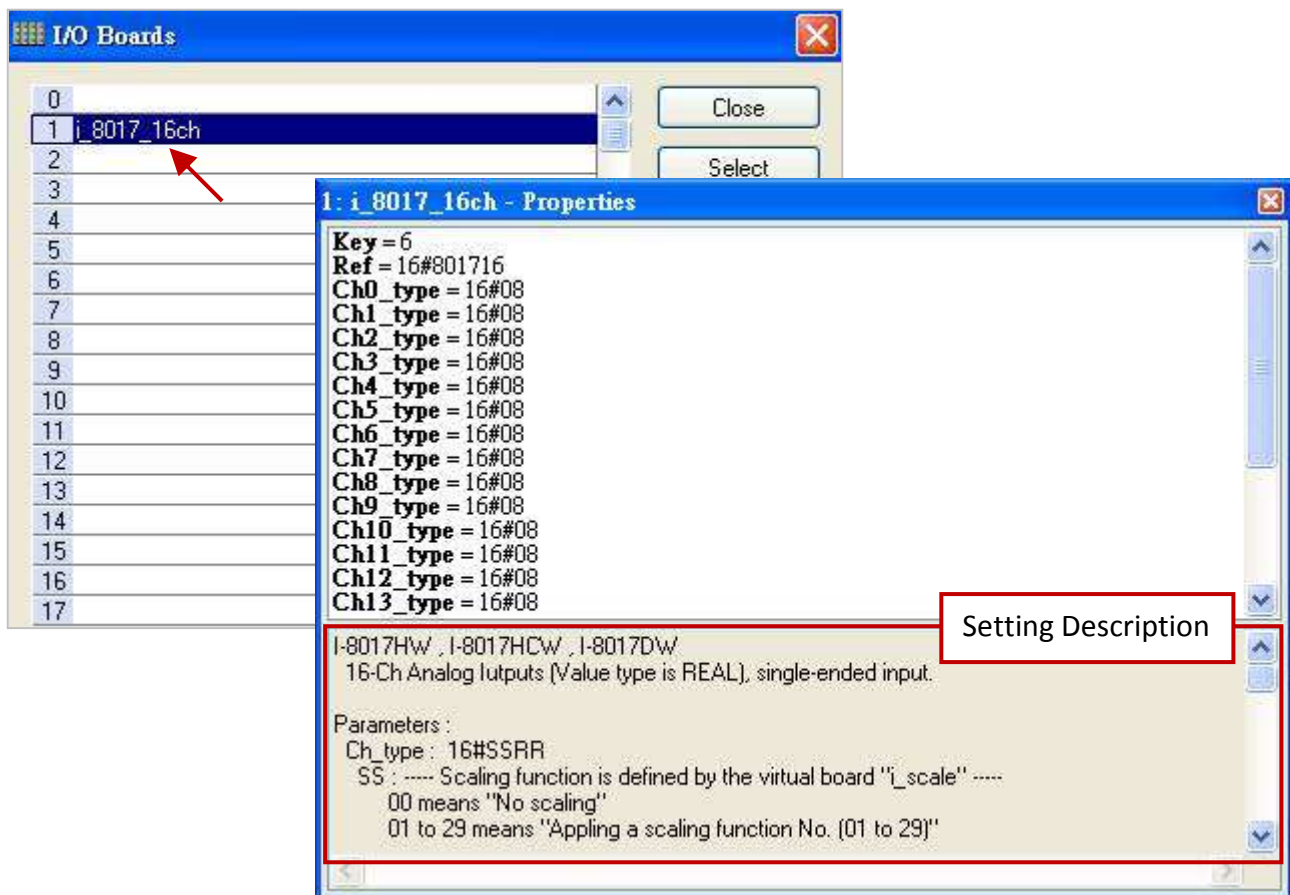 I/O Boards
0
1 i_8017_16ch
2
3
4
5
6
7
8
9
10
11
12
13
14
15
16
17
Close
Select
1: i_8017_16ch - Properties
Key = 6
Ref = 16#801716
Ch0_type = 16#08
Ch1_type = 16#08
Ch2_type = 16#08
Ch3_type = 16#08
Ch4_type = 16#08
Ch5_type = 16#08
Ch6_type = 16#08
Ch7_type = 16#08
Ch8_type = 16#08
Ch9_type = 16#08
Ch10_type = 16#08
Ch11_type = 16#08
Ch12_type = 16#08
Ch13_type = 16#08
Setting Description
I-8017HW , I-8017HCW , I-8017DW
16-Ch Analog Iutputs (Value type is REAL), single-ended input.
Parameters :
Ch_type : 16#SSRR
SS : ----- Scaling function is defined by the virtual board "i_scale" -----
00 means "No scaling"
01 to 29 means "Appling a scaling function No. (01 to 29)"